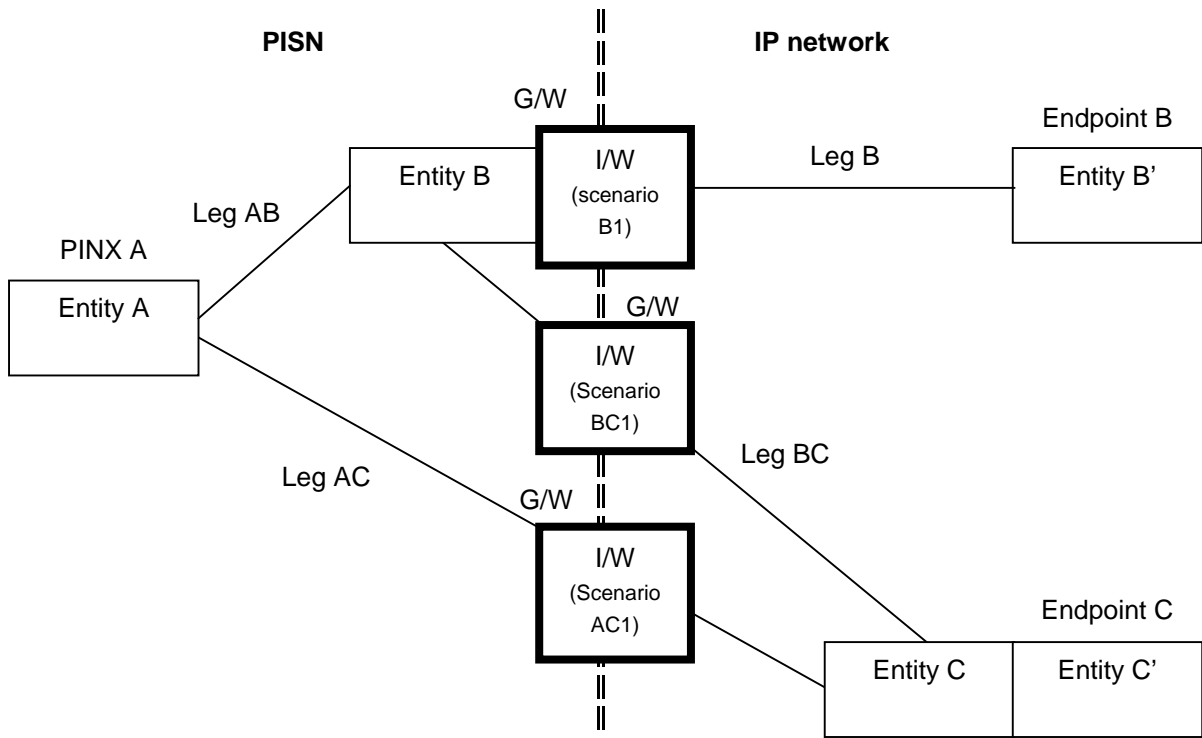 PISN
IP network
G/W
Endpoint B
I/W
(scenario
B1)
Entity B
Leg B
Entity B’
Leg AB
PINX A
Entity A
G/W
I/W
(Scenario
BC1)
Leg BC
Leg AC
G/W
I/W
(Scenario
AC1)
Endpoint C
Entity C
Entity C’